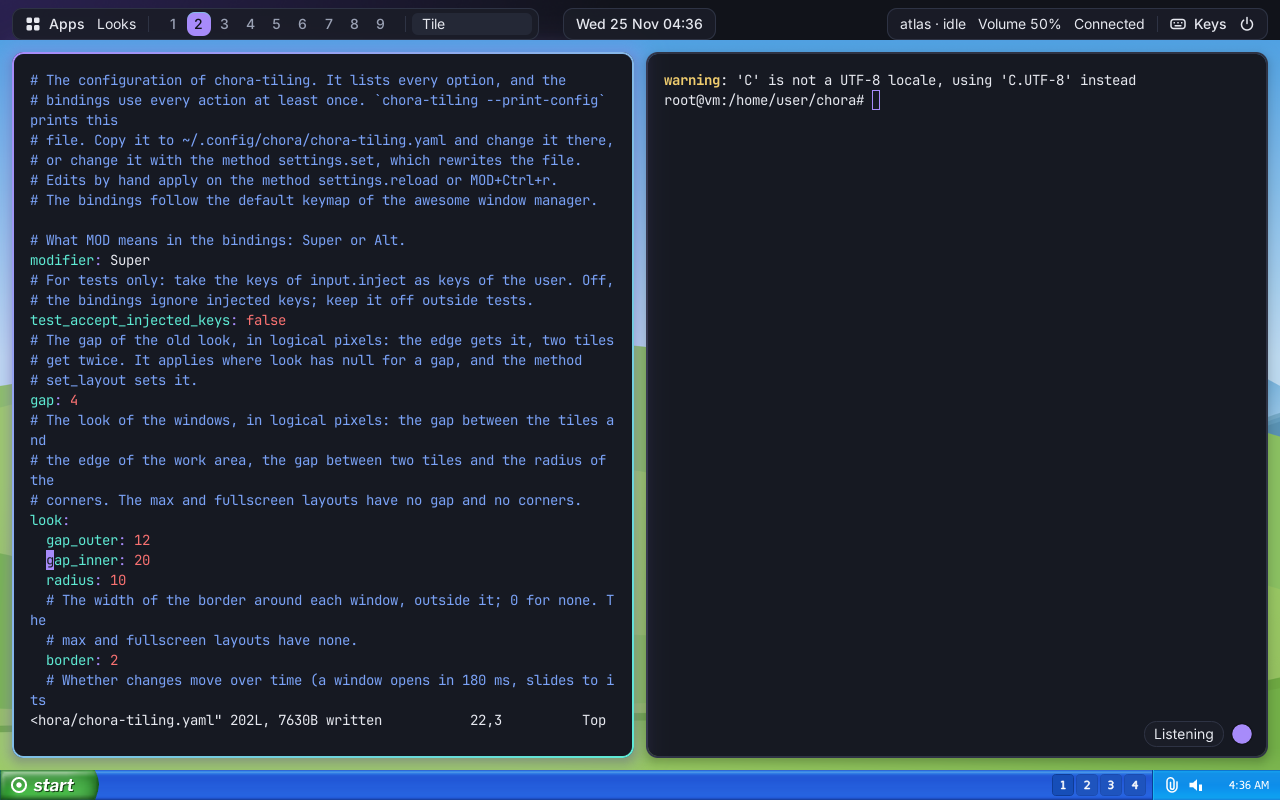 Apps Looks 1 2 3 4 5 6 7 8 9 Tile Wed 25 Nov 04:36 atlas · idle Volume 50% Connected Keys
# The configuration of chora-tiling. It lists every option, and the
# bindings use every action at least once. `chora-tiling --print-config`
prints this
# file. Copy it to ~/.config/chora/chora-tiling.yaml and change it there,
# or change it with the method settings.set, which rewrites the file.
# Edits by hand apply on the method settings.reload or MOD+Ctrl+r.
# The bindings follow the default keymap of the awesome window manager.
# What MOD means in the bindings: Super or Alt.
modifier: Super
# For tests only: take the keys of input.inject as keys of the user. Off,
# the bindings ignore injected keys; keep it off outside tests.
test_accept_injected_keys: false
# The gap of the old look, in logical pixels: the edge gets it, two tiles
# get twice. It applies where look has null for a gap, and the method
# set_layout sets it.
gap: 4
# The look of the windows, in logical pixels: the gap between the tiles a
nd
# the edge of the work area, the gap between two tiles and the radius of
the
# corners. The max and fullscreen layouts have no gap and no corners.
look:
  gap_outer: 12
  gap_inner: 20
  radius: 10
  # The width of the border around each window, outside it; 0 for none. T
he
  # max and fullscreen layouts have none.
  border: 2
  # Whether changes move over time (a window opens in 180 ms, slides to i
ts
<hora/chora-tiling.yaml" 202L, 7630B written 22,3 Top
warning: 'C' is not a UTF-8 locale, using 'C.UTF-8' instead
root@vm:/home/user/chora#
Listening
start 1 2 3 4 4:36 AM